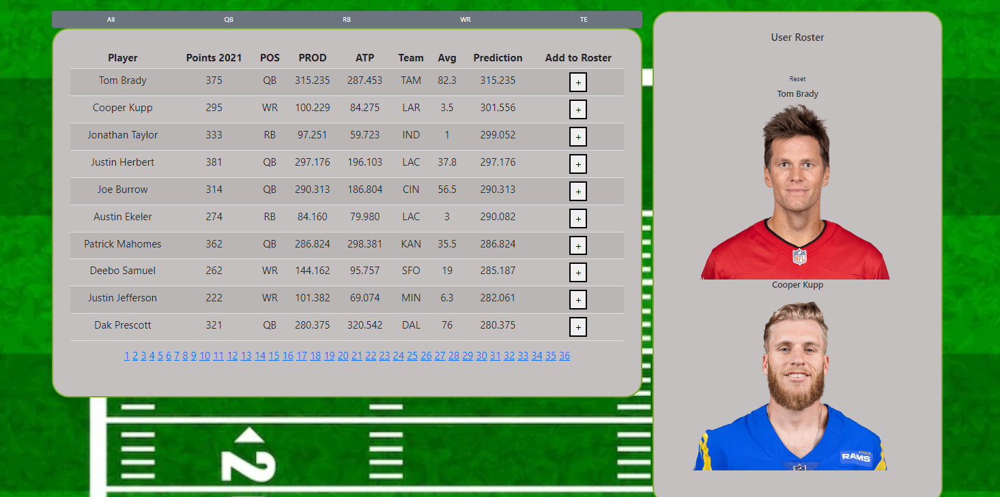 All QB RB WR TE
Player Points 2021 POS PROD ATP Team Avg Prediction Add to Roster
Tom Brady 375 QB 315.235 287.453 TAM 82.3 315.235 +
Cooper Kupp 295 WR 100.229 84.275 LAR 3.5 301.556 +
Jonathan Taylor 333 RB 97.251 59.723 IND 1 299.052 +
Justin Herbert 381 QB 297.176 196.103 LAC 37.8 297.176 +
Joe Burrow 314 QB 290.313 186.804 CIN 56.5 290.313 +
Austin Ekeler 274 RB 84.160 79.980 LAC 3 290.082 +
Patrick Mahomes 362 QB 286.824 298.381 KAN 35.5 286.824 +
Deebo Samuel 262 WR 144.162 95.757 SFO 19 285.187 +
Justin Jefferson 222 WR 101.382 69.074 MIN 6.3 282.061 +
Dak Prescott 321 QB 280.375 320.542 DAL 76 280.375 +
1 2 3 4 5 6 7 8 9 10 11 12 13 14 15 16 17 18 19 20 21 22 23 24 25 26 27 28 29 30 31 32 33 34 35 36
2
User Roster
Reset
Tom Brady
NFL
Cooper Kupp
RAMS